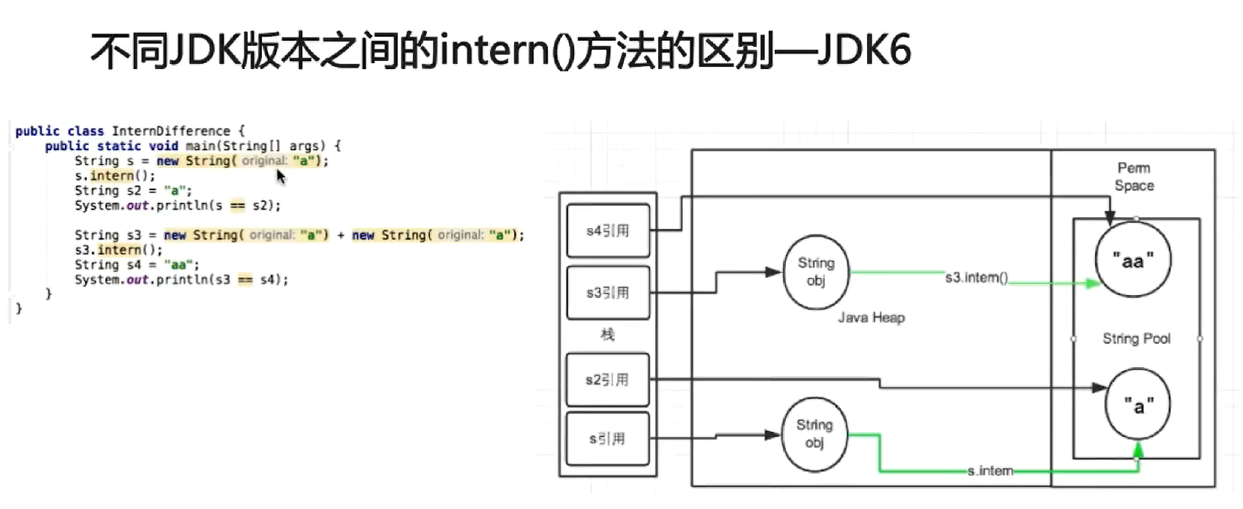 不同JDK版本之间的intern()方法的区别—JDK6
public class InternDifference {
public static void main(String[] args) {
String s = new String( original: "a");
s.intern();
String s2 = "a";
System.out.println(s == s2);
String s3 = new String( original: "a") + new String( original: "a");
s3.intern();
String s4 = "aa";
System.out.println(s3 == s4);
}
}
s4引用
s3引用
栈
s2引用
s引用
String
obj
s3.intern()
Java Heap
String
obj
s.intern
Perm
Space
"aa"
String Pool
"a"